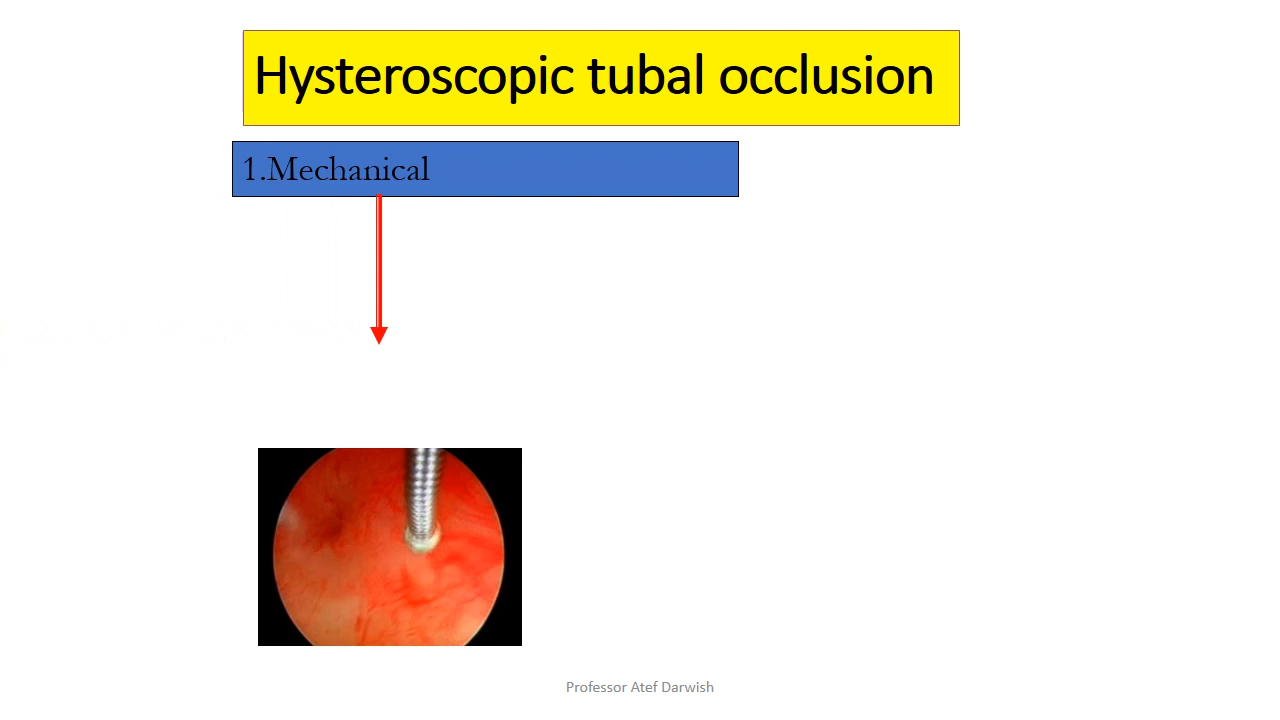 Hysteroscopic tubal occlusion
1.Mechanical
Professor Atef Darwish